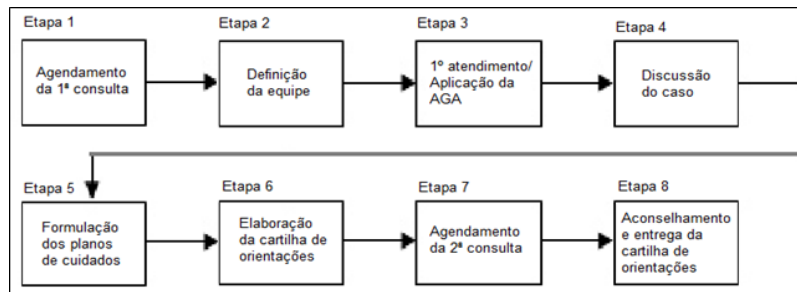 Etapa 1
Agendamento
da 1ª consulta
Etapa 2
Definição
da equipe
Etapa 3
1º atendimento/
Aplicação da
AGA
Etapa 4
Discussão
do caso
Etapa 5
Formulação
dos planos
de cuidados
Etapa 6
Elaboração
da cartilha de
orientações
Etapa 7
Agendamento
da 2ª consulta
Etapa 8
Aconselhamento
e entrega da
cartilha de
orientações